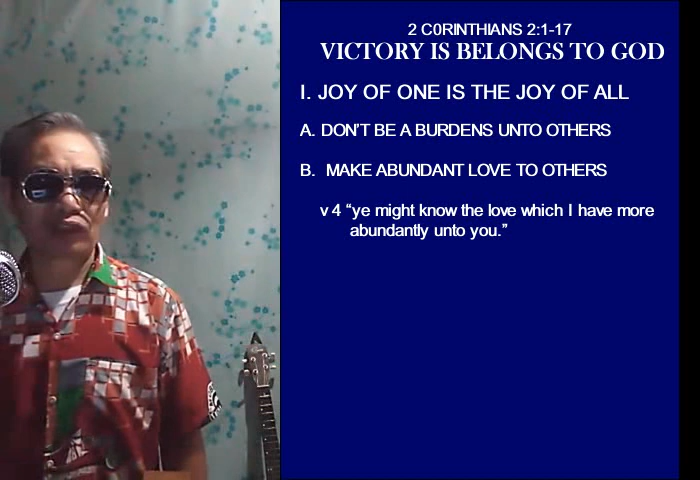 2 C0RINTHIANS 2:1-17
VICTORY IS BELONGS TO GOD
I. JOY OF ONE IS THE JOY OF ALL
A. DON'T BE A BURDENS UNTO OTHERS
B. MAKE ABUNDANT LOVE TO OTHERS
v 4 “ye might know the love which I have more
abundantly unto you.”